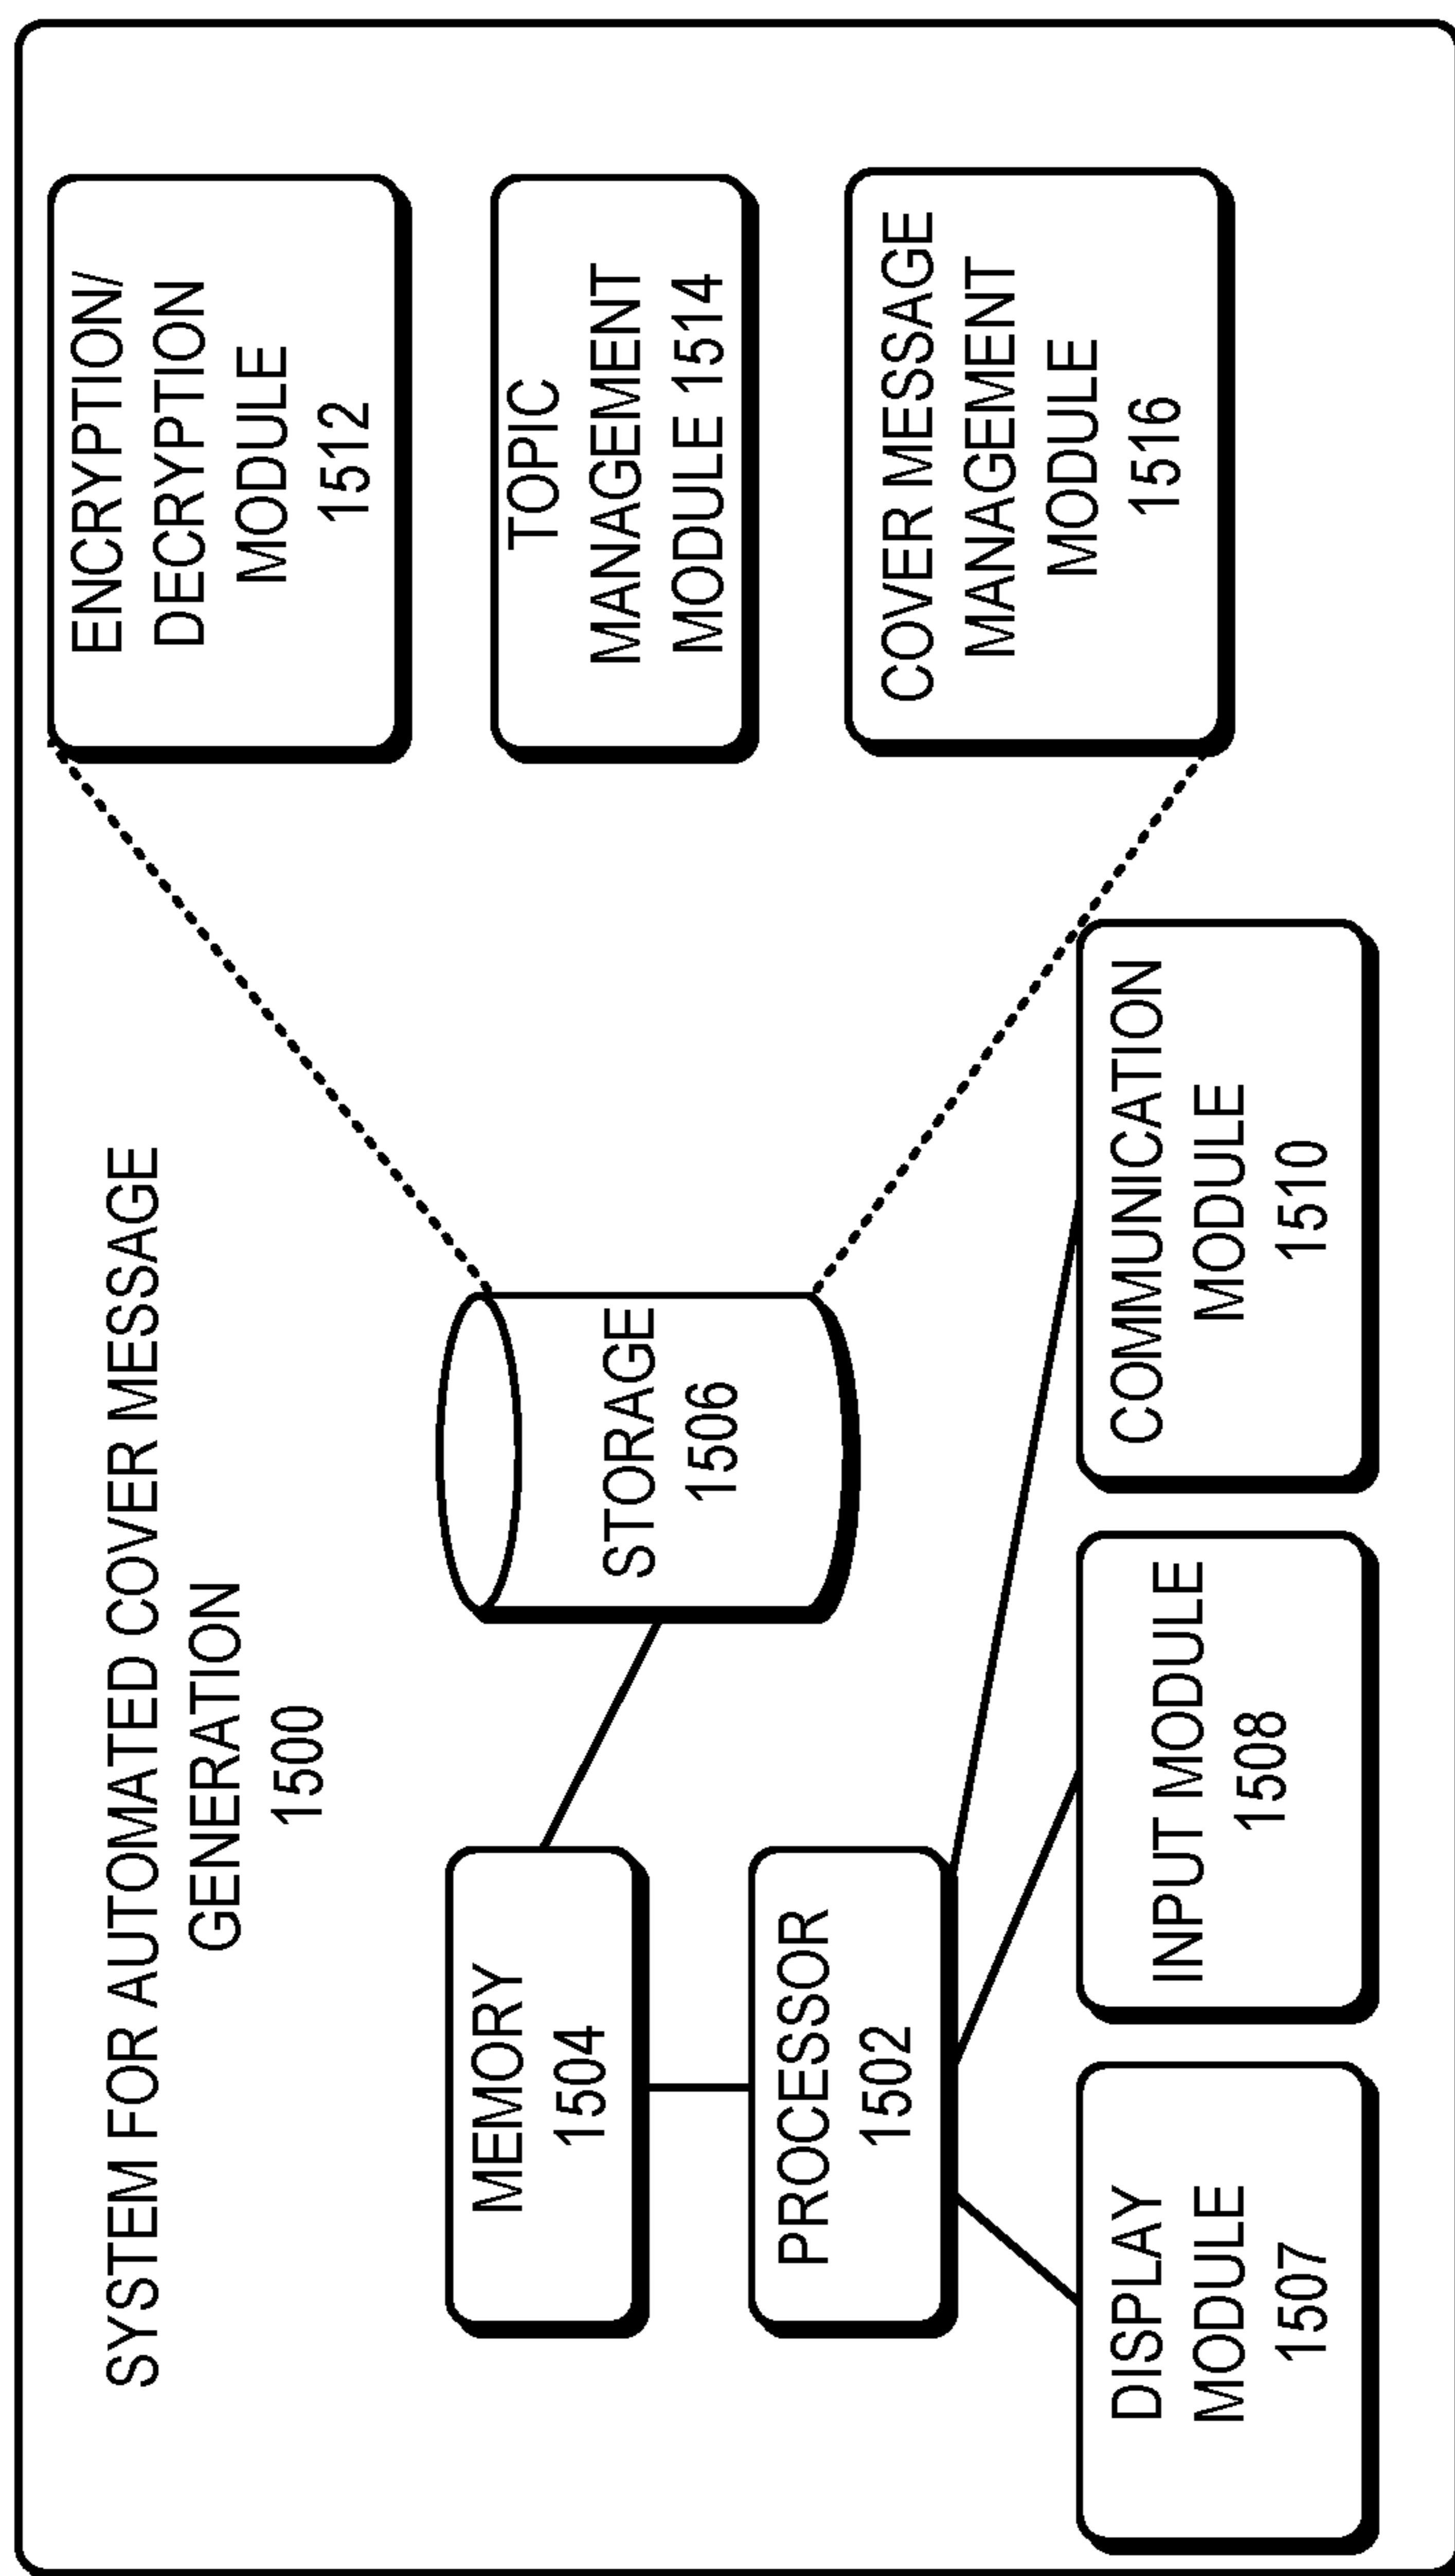 SYSTEM FOR AUTOMATED COVER MESSAGE
GENERATION
1500
MEMORY
1504
PROCESSOR
1502
STORAGE
1506
DISPLAY
MODULE
1507
INPUT MODULE
1508
COMMUNICATION
MODULE
1510
ENCRYPTION/
DECRYPTION
MODULE
1512
TOPIC
MANAGEMENT
MODULE 1514
COVER MESSAGE
MANAGEMENT
MODULE
1516